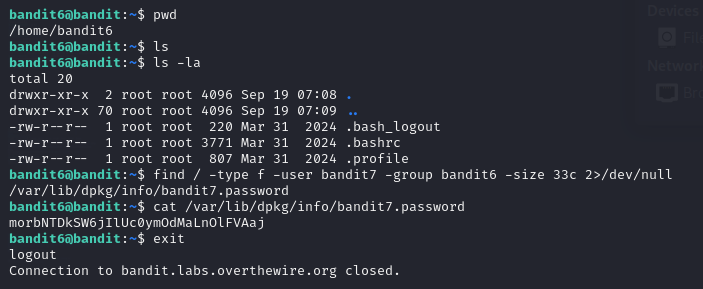 bandit6@bandit:~$ pwd
/home/bandit6
bandit6@bandit:~$ ls
bandit6@bandit:~$ ls -la
total 20
drwxr-xr-x  2 root root 4096 Sep 19 07:08 .
drwxr-xr-x 70 root root 4096 Sep 19 07:09 ..
-rw-r--r--  1 root root  220 Mar 31  2024 .bash_logout
-rw-r--r--  1 root root 3771 Mar 31  2024 .bashrc
-rw-r--r--  1 root root  807 Mar 31  2024 .profile
bandit6@bandit:~$ find / -type f -user bandit7 -group bandit6 -size 33c 2>/dev/null
/var/lib/dpkg/info/bandit7.password
bandit6@bandit:~$ cat /var/lib/dpkg/info/bandit7.password
morbNTDkSW6jIlUc0ymOdMaLnOlFVAaj
bandit6@bandit:~$ exit
logout
Connection to bandit.labs.overthewire.org closed.
Devices